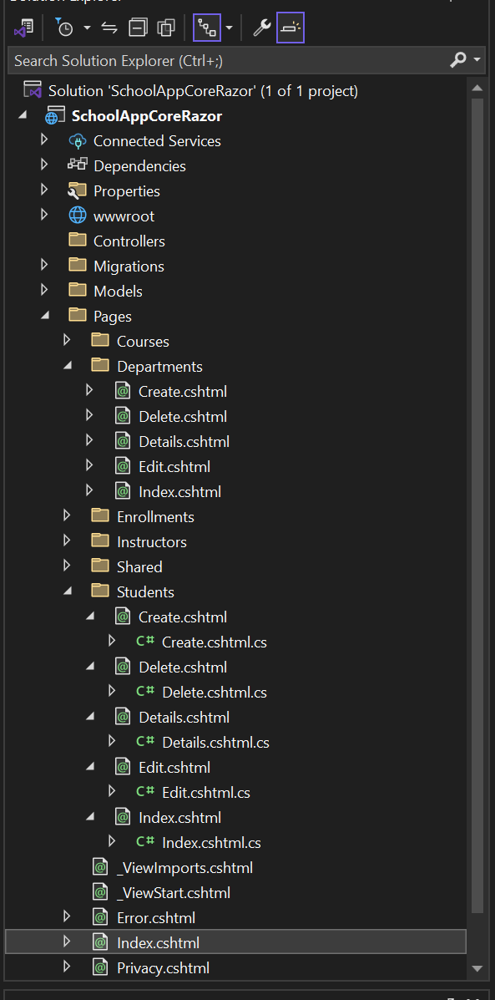 Search Solution Explorer (Ctrl+;)
Solution 'SchoolAppCoreRazor' (1 of 1 project)
SchoolAppCoreRazor
Connected Services
Dependencies
Properties
wwwroot
Controllers
Migrations
Models
Pages
Courses
Departments
Create.cshtml
Delete.cshtml
Details.cshtml
Edit.cshtml
Index.cshtml
Enrollments
Instructors
Shared
Students
Create.cshtml
C# Create.cshtml.cs
Delete.cshtml
C# Delete.cshtml.cs
Details.cshtml
C# Details.cshtml.cs
Edit.cshtml
C# Edit.cshtml.cs
Index.cshtml
C# Index.cshtml.cs
_ViewImports.cshtml
_ViewStart.cshtml
Error.cshtml
Index.cshtml
Privacy.cshtml